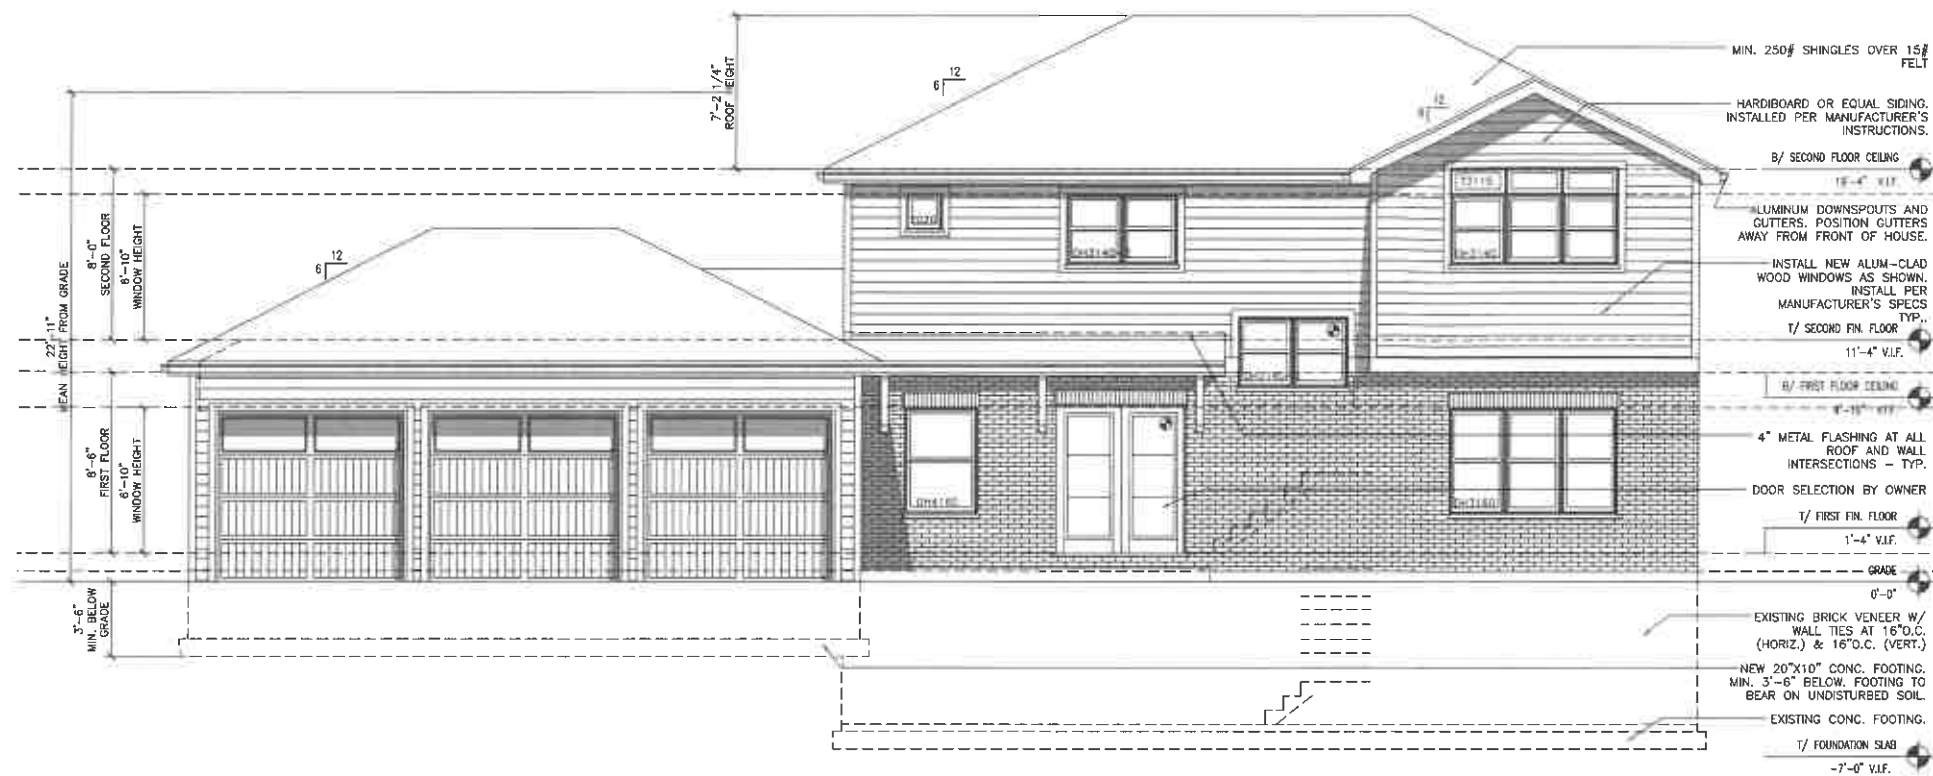 7'-2 1/4"
ROOF HEIGHT
6
12
22'-11"
MEAN HEIGHT FROM GRADE
8'-0"
SECOND FLOOR
6'-10"
WINDOW HEIGHT
6
12
8'-6"
FIRST FLOOR
6'-10"
WINDOW HEIGHT
3'-6"
MIN. BELOW
GRADE
12
DH4160
MIN. 250# SHINGLES OVER 15#
FELT
HARDIBOARD OR EQUAL SIDING.
INSTALLED PER MANUFACTURER'S
INSTRUCTIONS.
B/ SECOND FLOOR CEILING
19'-4" V.I.F.
ALUMINUM DOWNSPOUTS AND
GUTTERS. POSITION GUTTERS
AWAY FROM FRONT OF HOUSE.
INSTALL NEW ALUM-CLAD
WOOD WINDOWS AS SHOWN.
INSTALL PER
MANUFACTURER'S SPECS
TYP..
T/ SECOND FIN. FLOOR
11'-4" V.I.F.
B/ FIRST FLOOR CEILING
9'-10" V.I.F.
4" METAL FLASHING AT ALL
ROOF AND WALL
INTERSECTIONS - TYP.
DOOR SELECTION BY OWNER
T/ FIRST FIN. FLOOR
1'-4" V.I.F.
GRADE
0'-0"
EXISTING BRICK VENEER W/
WALL TIES AT 16"O.C.
(HORIZ.) & 16"O.C. (VERT.)
NEW 20"X10" CONC. FOOTING.
MIN. 3'-6" BELOW. FOOTING TO
BEAR ON UNDISTURBED SOIL.
EXISTING CONC. FOOTING.
T/ FOUNDATION SLAB
-7'-0" V.I.F.